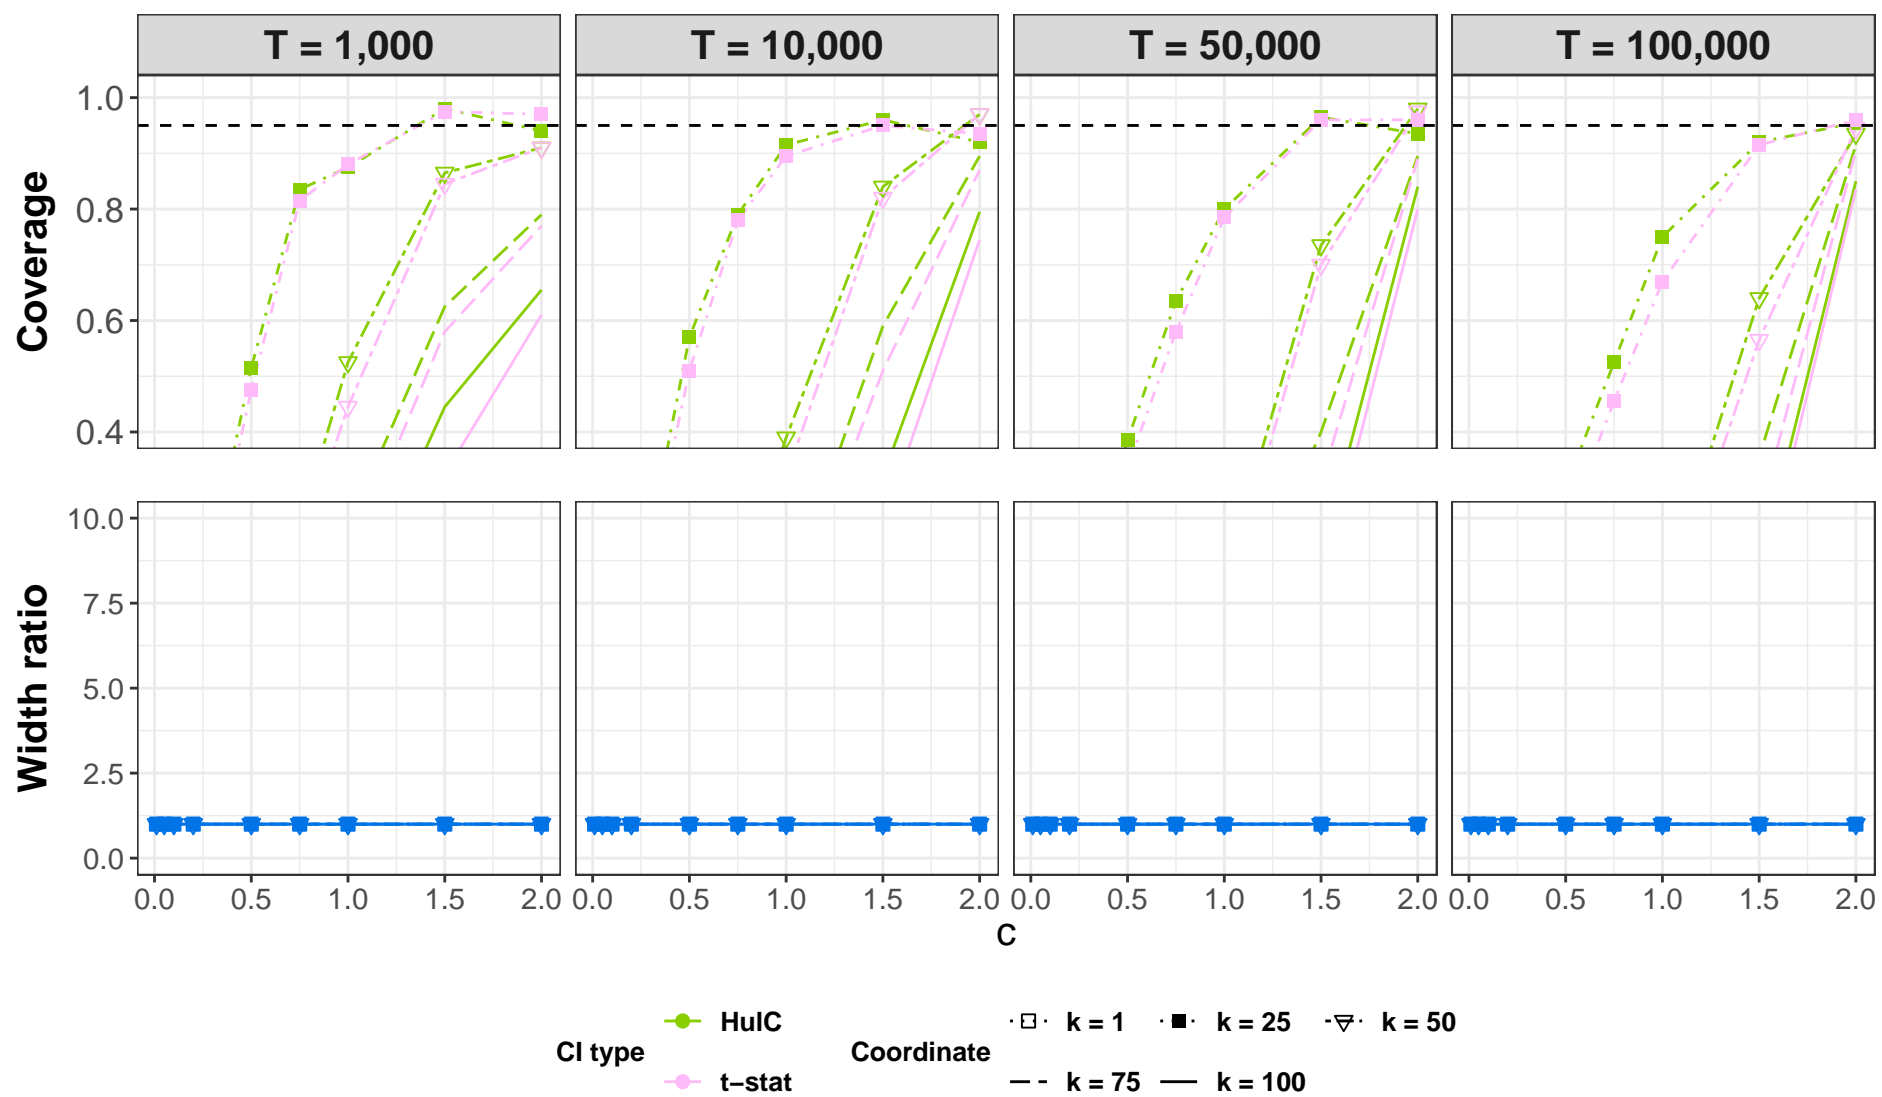 T = 1,000 T = 10,000 T = 50,000 T = 100,000
Coverage
1.0
0.8
0.6
0.4
Width ratio
10.0
7.5
5.0
2.5
0.0
0.0 0.5 1.0 1.5 2.0 0.0 0.5 1.0 1.5 2.0 0.0 0.5 1.0 1.5 2.0 0.0 0.5 1.0 1.5 2.0
c
CI type
HulC
t−stat
Coordinate
k = 1 k = 25 k = 50
k = 75 k = 100